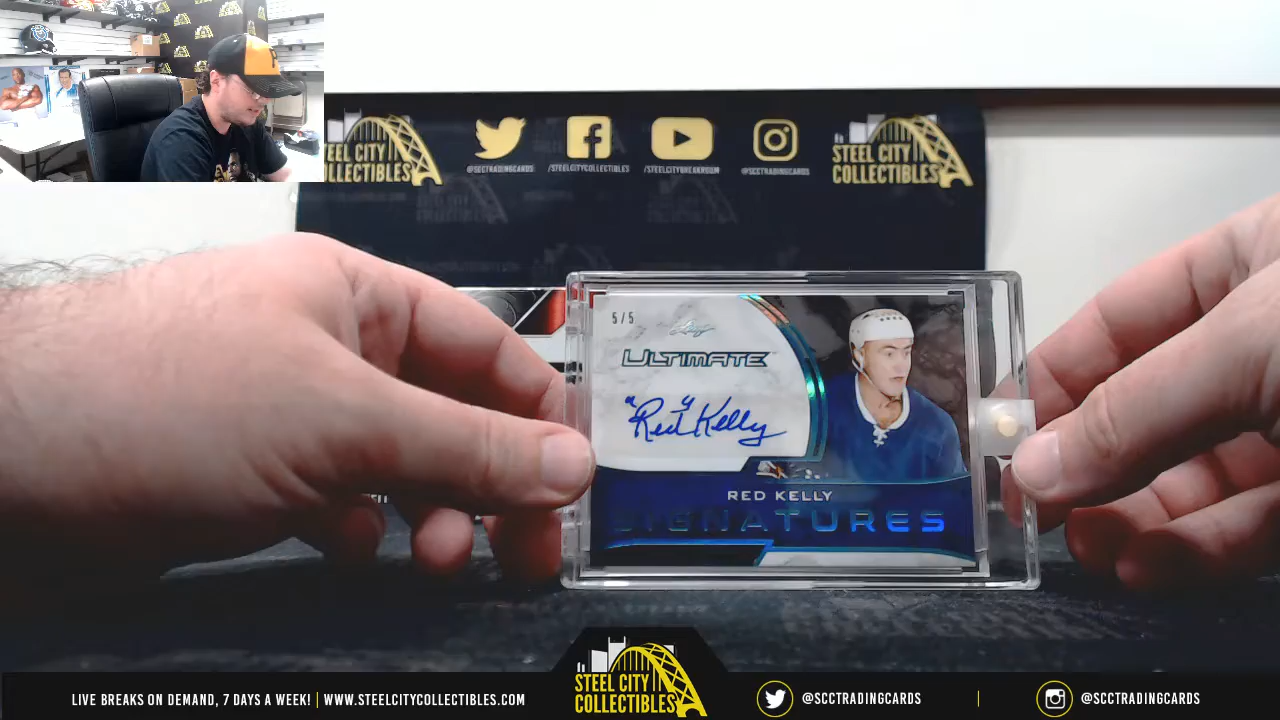 STEEL CITY
COLLECTIBLES
@SCCTRADINGCARDS
/STEELCITYCOLLECTIBLES
/STEELCITYBREAKROOM
@SCCTRADINGCARDS
STEEL CITY
COLLECTIBLES
5/5
Leaf
ULTIMATE
"Red" Kelly
RED KELLY
SIGNATURES
LIVE BREAKS ON DEMAND, 7 DAYS A WEEK! | WWW.STEELCITYCOLLECTIBLES.COM
STEEL CITY
COLLECTIBLES
@SCCTRADINGCARDS
@SCCTRADINGCARDS